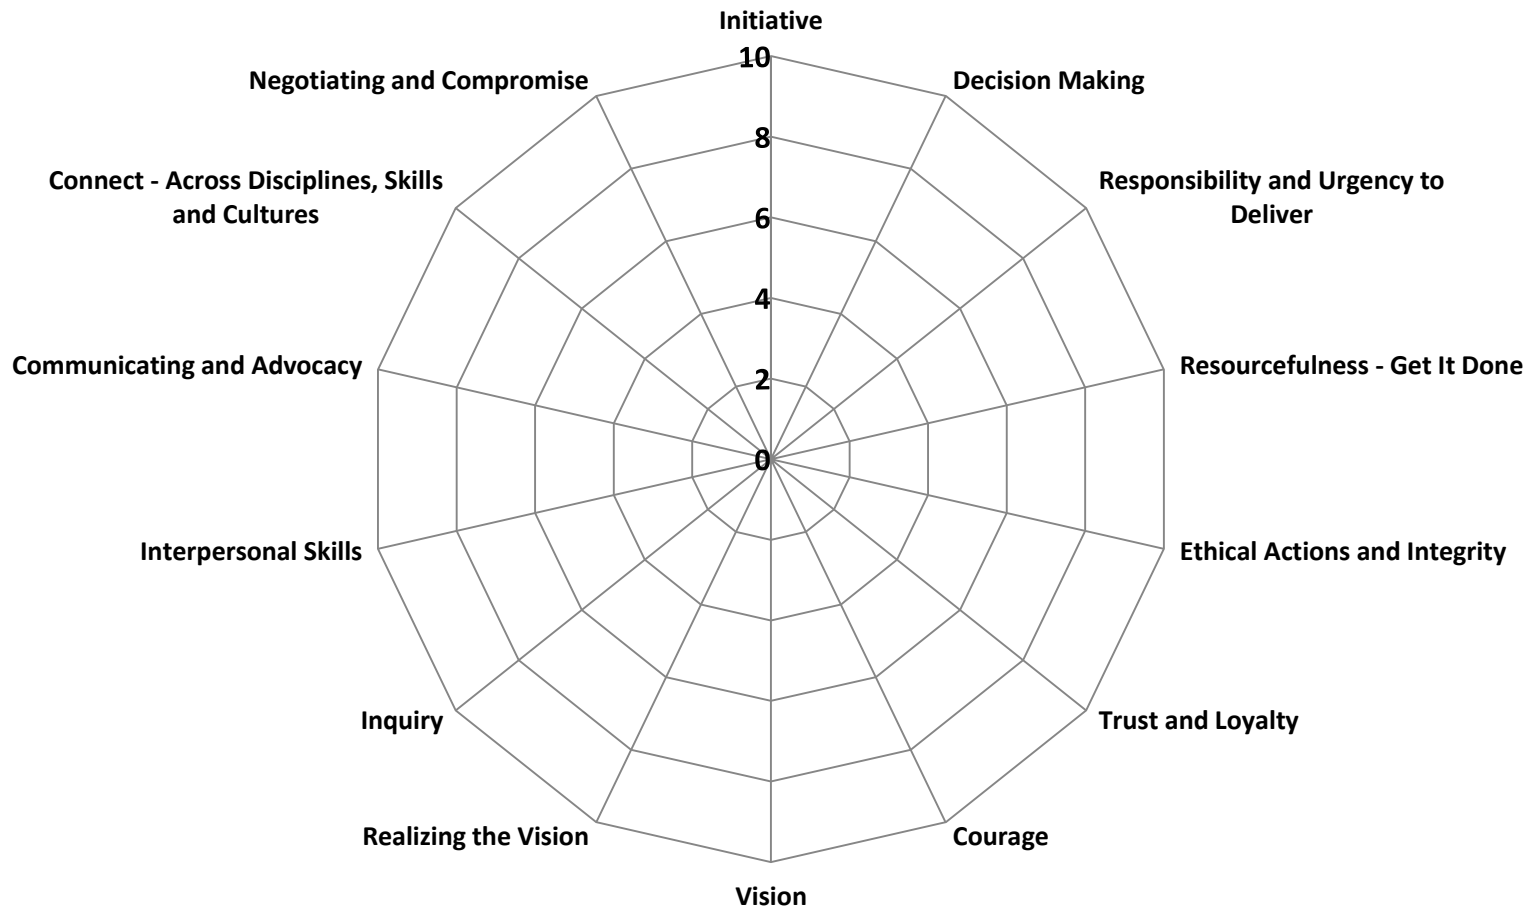 Initiative
10
Negotiating and Compromise
Decision Making
8
Connect - Across Disciplines, Skills
and Cultures
Responsibility and Urgency to
Deliver
6
4
Communicating and Advocacy
Resourcefulness - Get It Done
2
0
Interpersonal Skills
Ethical Actions and Integrity
Inquiry
Trust and Loyalty
Realizing the Vision
Courage
Vision